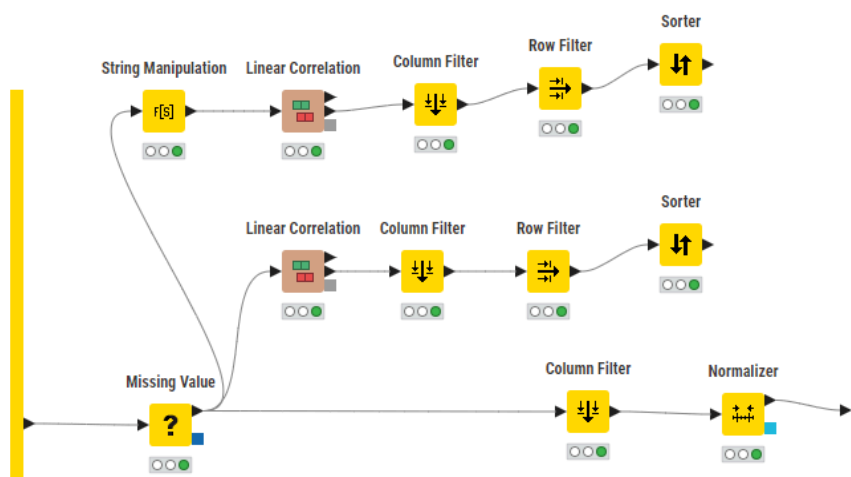 Sorter
Row Filter
Column Filter
String Manipulation
Linear Correlation
F[S]
Sorter
Linear Correlation
Column Filter
Row Filter
Missing Value
?
Column Filter
Normalizer